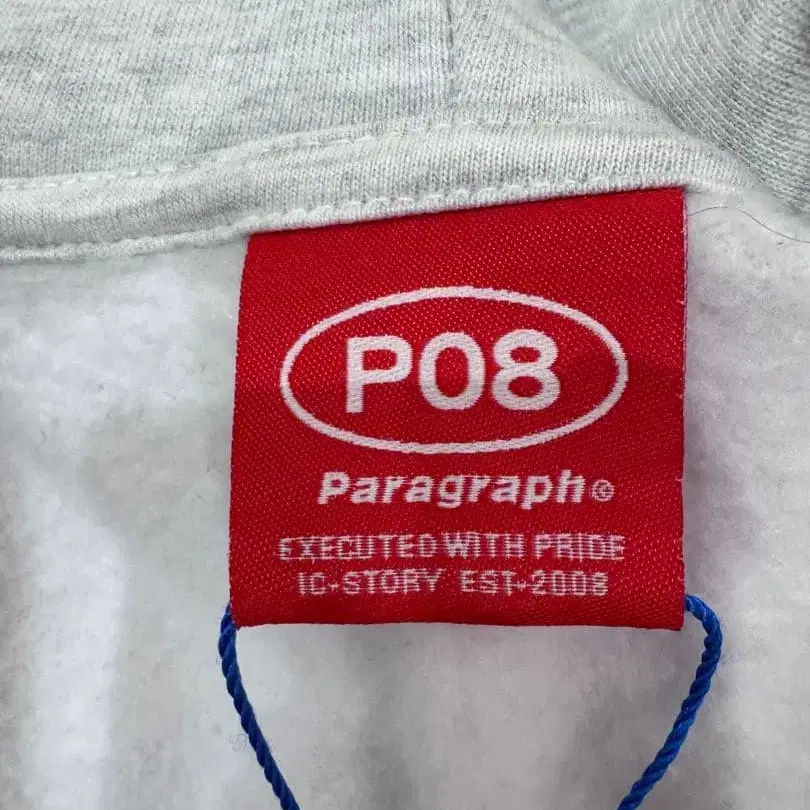 P08
Paragraph©
EXECUTED WITH PRIDE
IC-STORY EST-2008